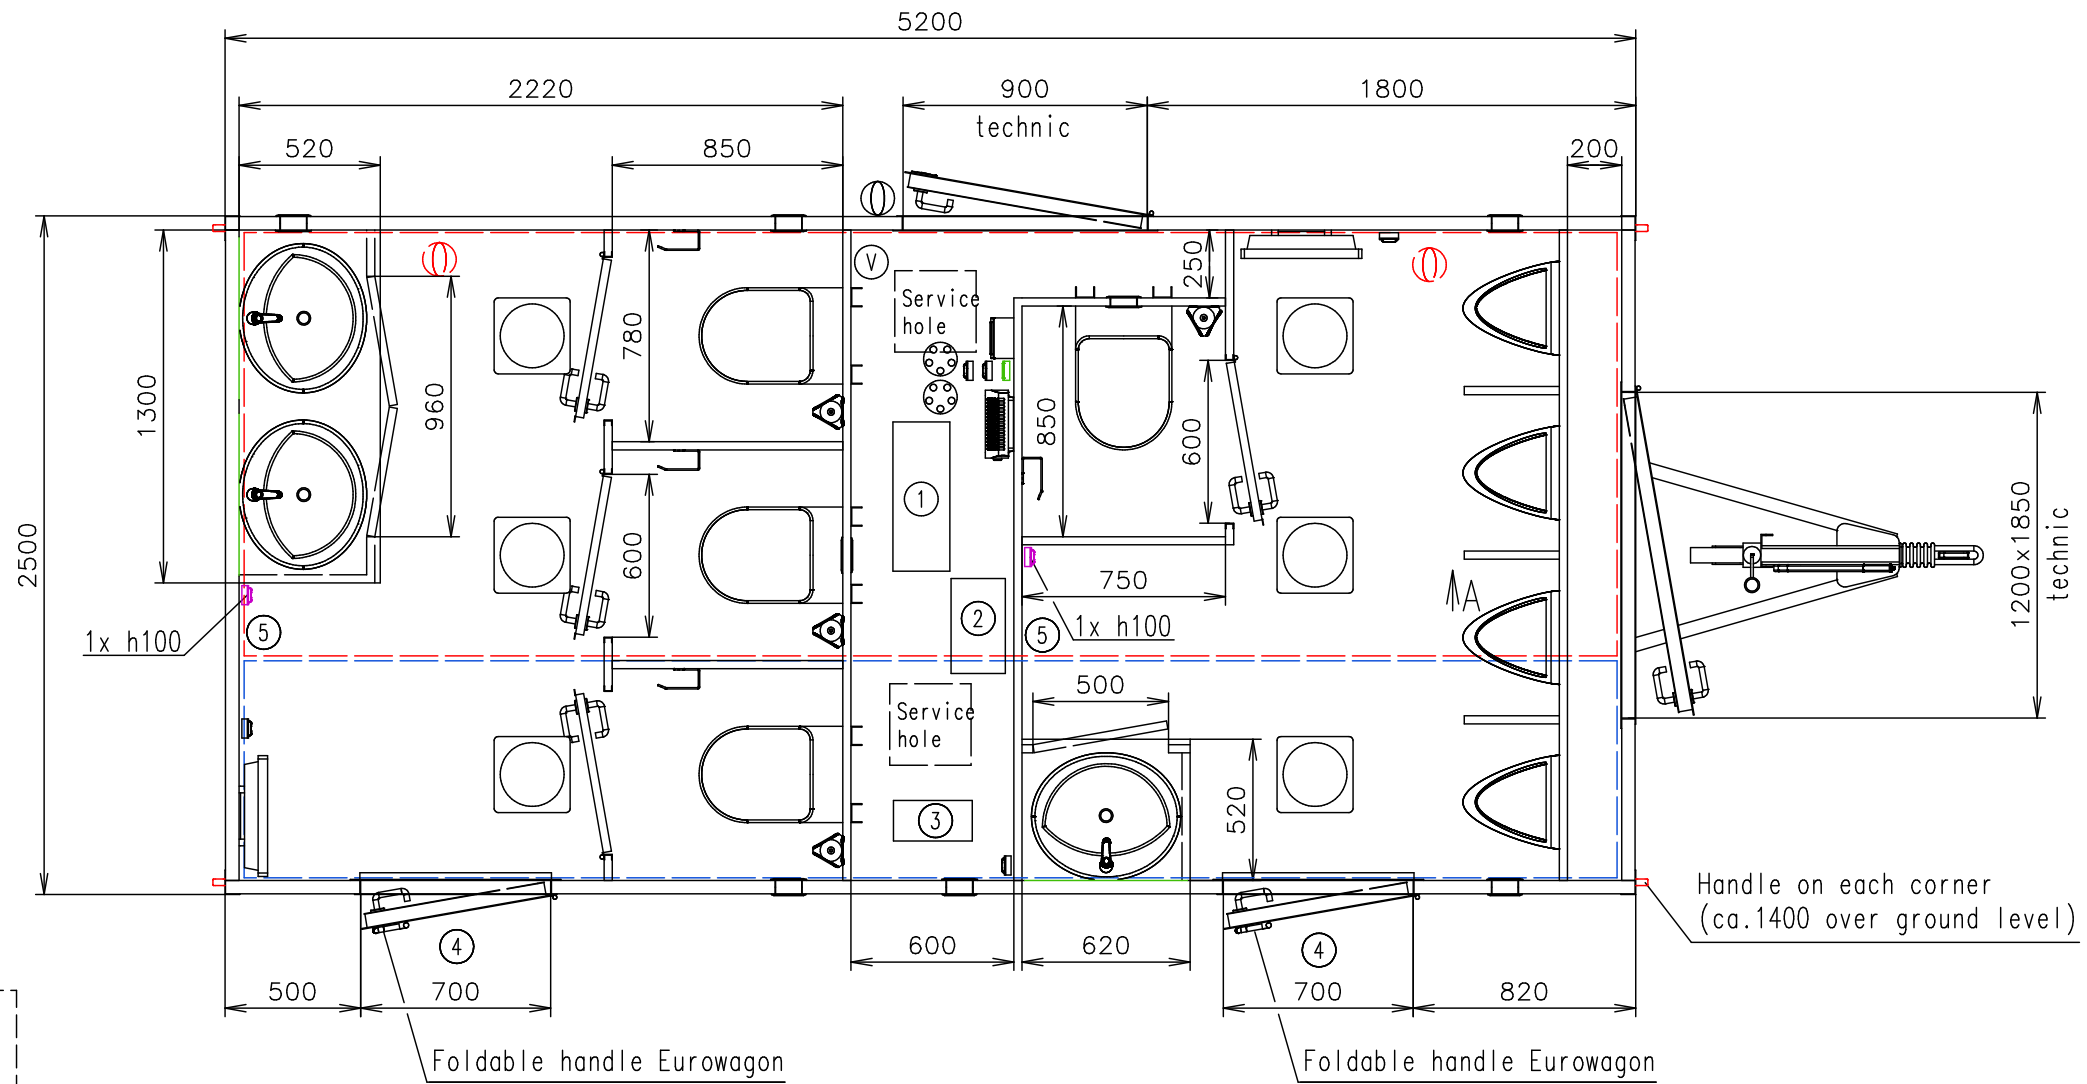 5200
2220
900
1800
technic
520
850
200
V
250
Service
hole
780
1300
960
850
600
1200x1850
technic
2500
1
600
750
2
A
1x h100
5
1x h100
5
500
Service
hole
520
3
Handle on each corner
(ca.1400 over ground level)
4
600
620
4
500
700
700
820
Foldable handle Eurowagon
Foldable handle Eurowagon